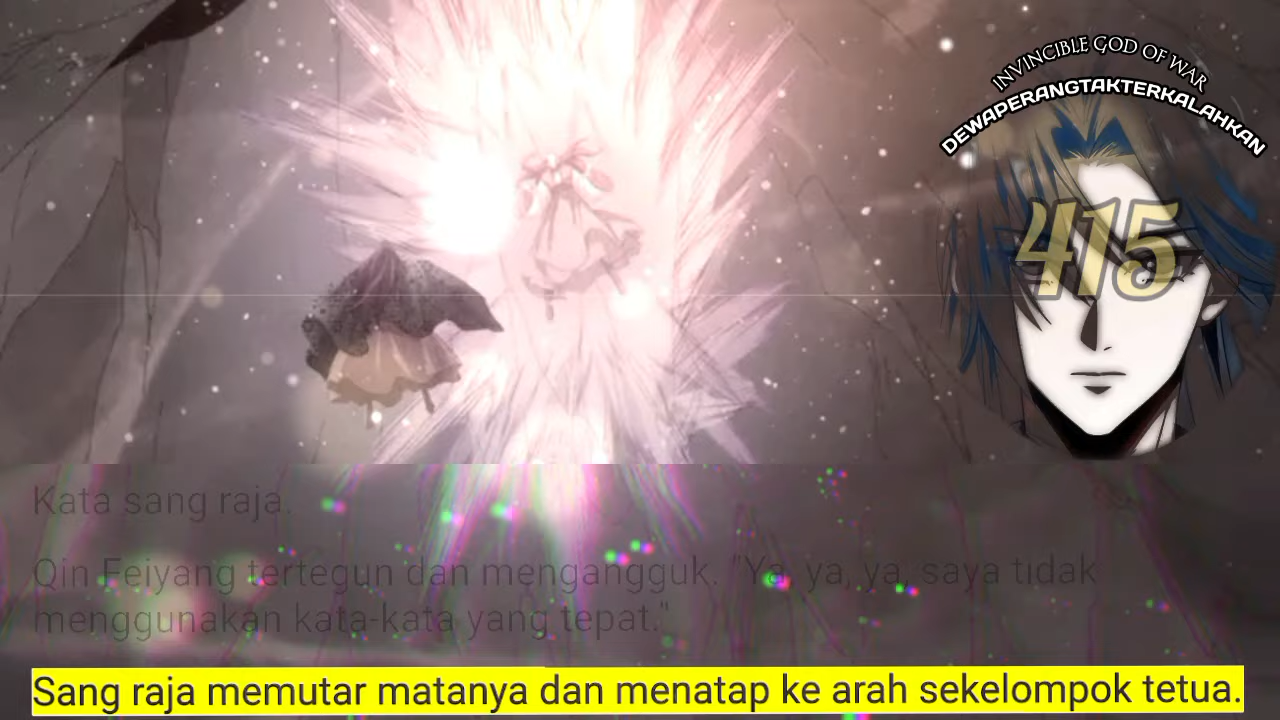 INVINCIBLE GOD OF WAR
DEWAPERANGTAKTERKALAHKAN
415
Kata sang raja.
Qin Feiyang tertegun dan mengangguk. "Ya, ya, ya, saya tidak
menggunakan kata-kata yang tepat."
Sang raja memutar matanya dan menatap ke arah sekelompok tetua.